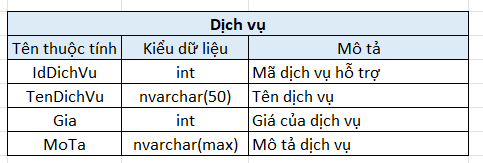 Dịch vụ
Tên thuộc tính Kiểu dữ liệu Mô tả
IdDichVu int Mã dịch vụ hỗ trợ
TenDichVu nvarchar(50) Tên dịch vụ
Gia int Giá của dịch vụ
MoTa nvarchar(max) Mô tả dịch vụ